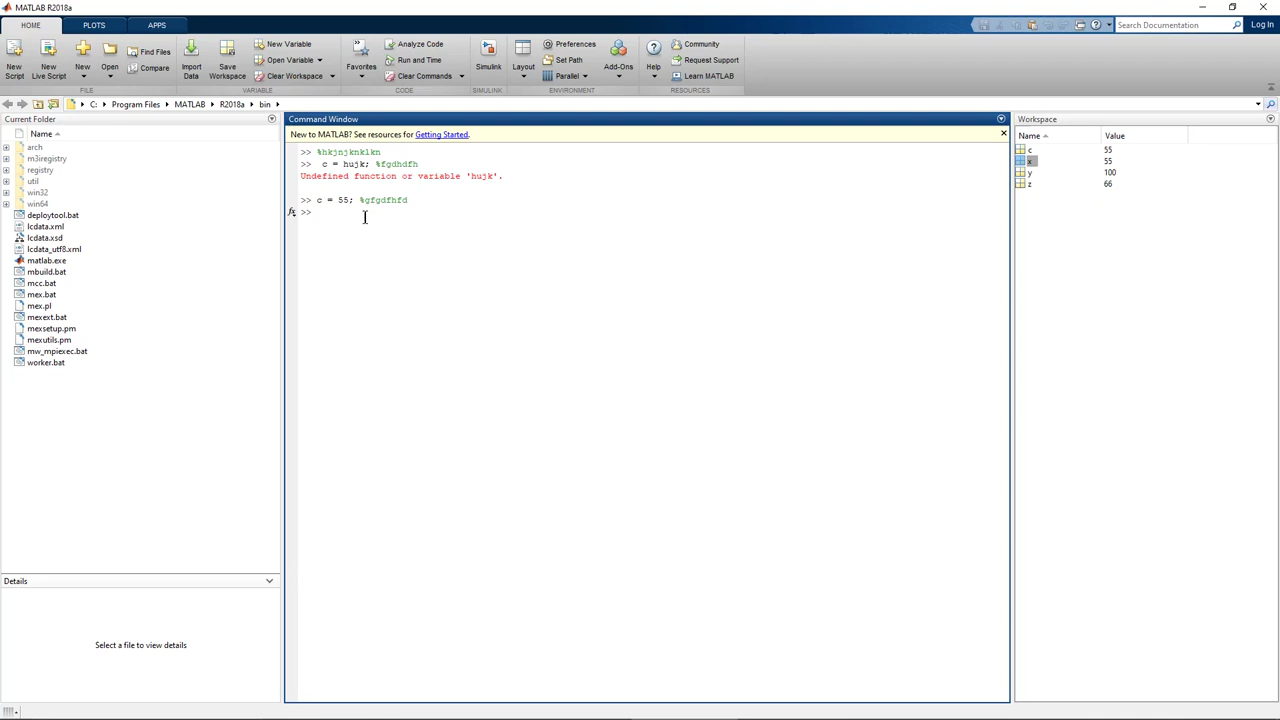 MATLAB R2018a
HOME PLOTS APPS Search Documentation Log In
New Script
New Live Script
New
Open
Find Files
Compare
Import Data
Save Workspace
New Variable
Open Variable
Clear Workspace
Favorites
Analyze Code
Run and Time
Clear Commands
Simulink
Layout
Preferences
Set Path
Parallel
Add-Ons
Help
Community
Request Support
Learn MATLAB
FILE VARIABLE CODE SIMULINK ENVIRONMENT RESOURCES
C: Program Files MATLAB R2018a bin
Current Folder
Name
arch
m3iregistry
registry
util
win32
win64
deploytool.bat
lcdata.xml
lcdata.xsd
lcdata_utf8.xml
matlab.exe
mbuild.bat
mcc.bat
mex.bat
mex.pl
mexext.bat
mexsetup.pm
mexutils.pm
mw_mpiexec.bat
worker.bat
Details
Select a file to view details
Command Window
New to MATLAB? See resources for Getting Started.
>> %hkjnjknklkn
>>  c = hujk; %fgdhdfh
Undefined function or variable 'hujk'.
>> c = 55; %gfgdfhfd
fx >>
Workspace
Name Value
c 55
x 55
y 100
z 66